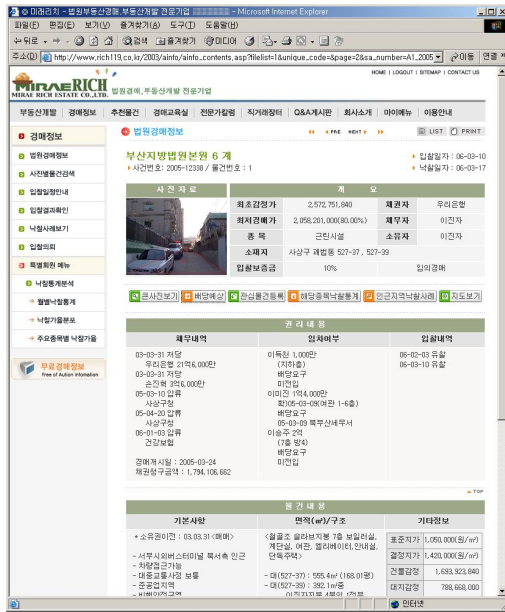 미래리치 - 법원부동산경매,부동산개발 전문기업 - Microsoft Internet Explorer
파일(F) 편집(E) 보기(V) 즐겨찾기(A) 도구(T) 도움말(H)
뒤로 검색 즐겨찾기 미디어
주소(D) http://www.rich119.co.kr/2003/ainfo/ainfo_contents.asp?filelist=1&unique_code=&page=2&sa_number=A1_2005 이동 연결
HOME | LOGOUT | SITEMAP | CONTACT US
MIRAE RICH
MIRAE RICH ESTATE CO.,LTD. 법원경매,부동산개발 전문기업
부동산개발 경매정보 추천물건 경매교육실 전문가칼럼 직거래장터 Q&A게시판 회사소개 마이메뉴 이용안내
경매정보
법원경매정보
사진별물건검색
입찰일정안내
입찰결과확인
낙찰사례보기
입찰의뢰
특별회원 메뉴
낙찰통계분석
월별낙찰통계
낙찰가율분포
주요종목별 낙찰가율
무료경매정보
Free of Aution infomation
법원경매정보 PRE NEXT LIST PRINT
부산지방법원본원 6 계
사건번호: 2005-12338 / 물건번호 : 1
입찰일자 : 06-03-10
낙찰일자 : 06-03-17
사 진 자 료 개 요
최초감정가 2,572,751,840 채권자 우리은행
최저경매가 2,058,201,000(80.00%) 채무자 이진자
종 목 근린시설 소유자 이진자
소재지 사상구 괘법동 527-37 , 527-39
입찰보증금 10% 임의경매
큰사진보기 배당예상 관심물건등록 해당종목낙찰통계 인근지역낙찰사례 지도보기
권 리 내 용
채무내역 임차여부 입찰내역
03-03-31 저당 이득천 1,000만 06-02-03 유찰
우리은행 21억6,000만 (지하층) 06-03-10 유찰
03-03-31 저당 배당요구
손진혁 3억6,000만 미전입
05-03-10 압류 이미진 1억4,000만
사상구청 확)05-03-09(여관 1-6층)
05-04-20 압류 배당요구
사상구청 05-03-09 북부산세무서
06-01-03 압류 이승주 2억
건강보험 (7층 방4)
배당요구
경매개시일 : 2005-03-24 미전입
채권청구금액 : 1,794,106,662
TOP
물 건 내 용
기본사항 면적(㎡)/구조 기타정보
+ 소유권이전 : 03.03.31<매매> <철골조 슬라브지붕 7층 보일러실, 표준지가 1,050,000(원/㎡)
계단실, 여관, 엘리베이터,안내실,
단독주택> 결정지가 1,420,000(원/㎡)
- 서부시외버스터미널 북서측 인근
- 차량접근가능 건물감정 1,693,923,840
- 대중교통사정 보통 - 대(527-37) : 555.4㎡ (168.01평)
- 준공업지역 - 대(527-39) : 392.1㎡중 대지감정 788,668,000
인터넷